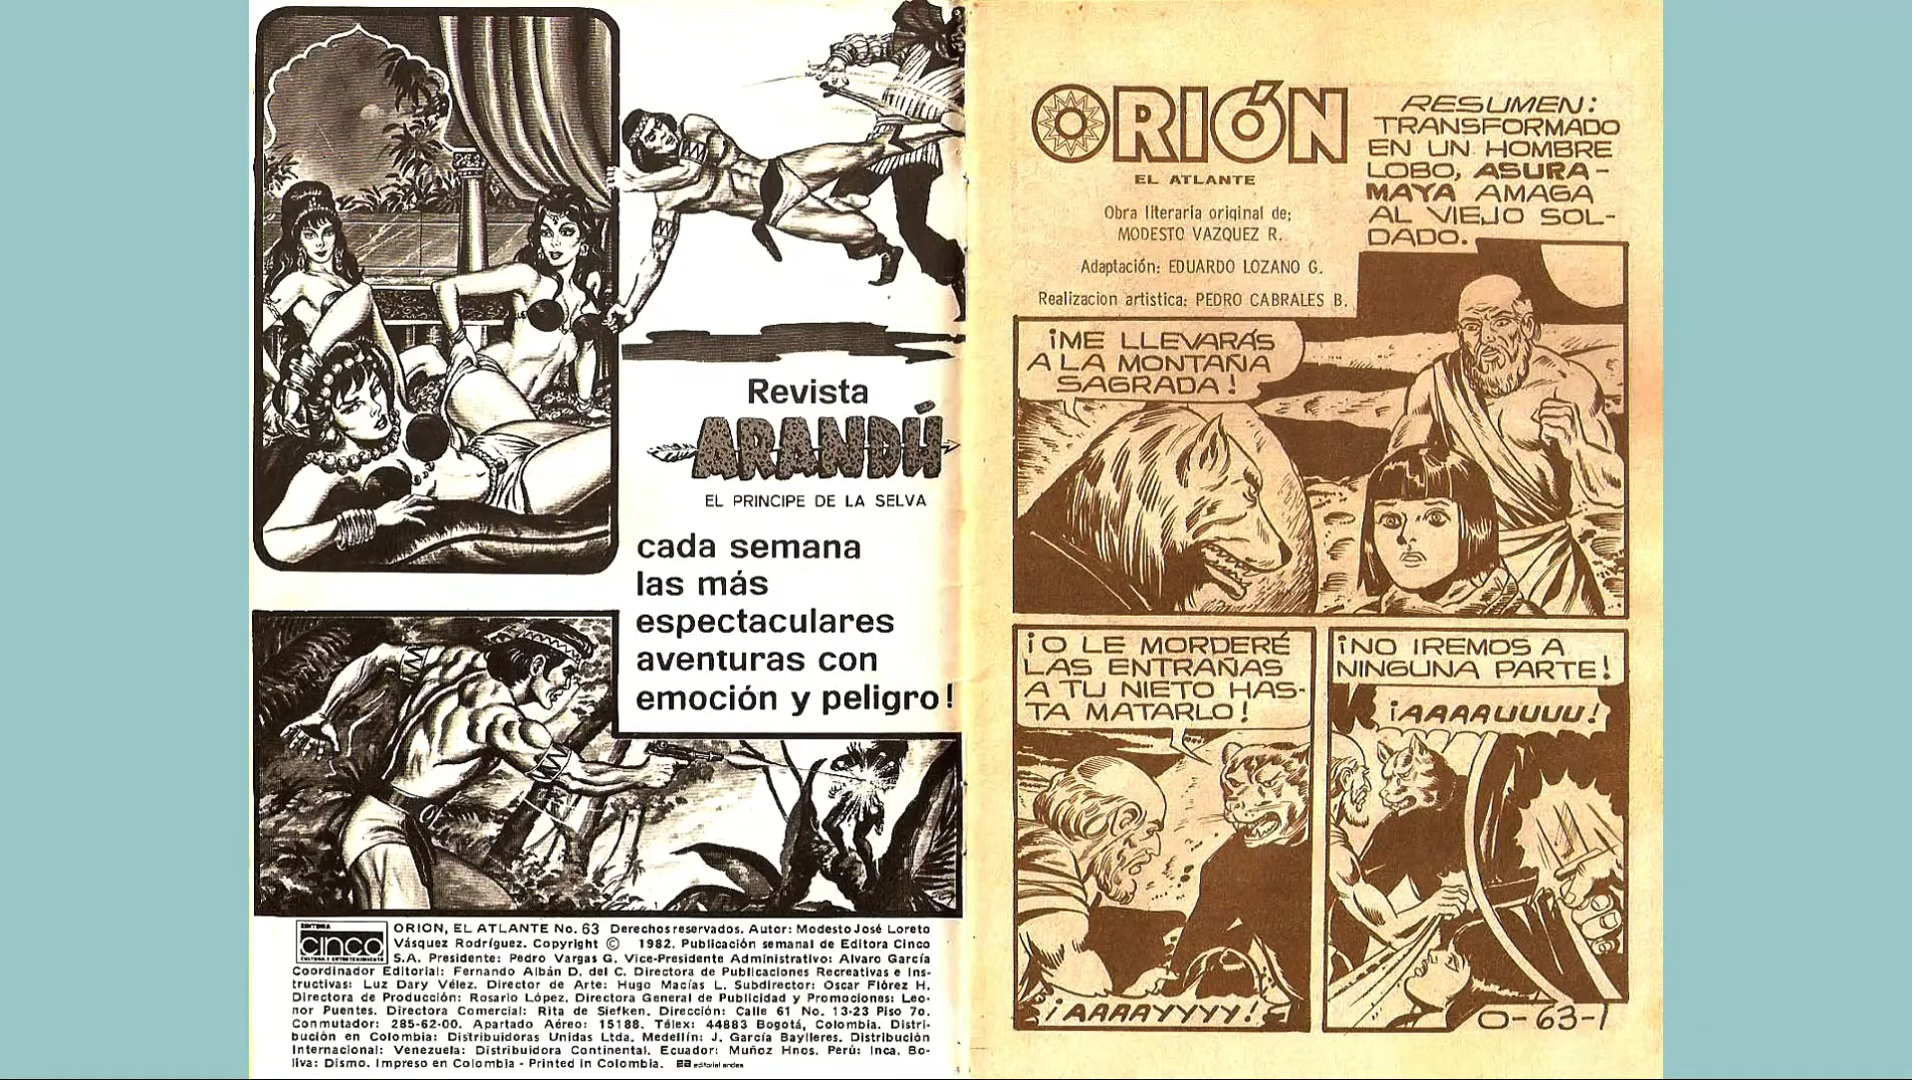 Revista
ARANDÚ
EL PRINCIPE DE LA SELVA
cada semana
las más
espectaculares
aventuras con
emoción y peligro!
EDITORA
CINCO
CULTURA Y ENTRETENIMIENTO
ORION, EL ATLANTE No. 63 Derechos reservados. Autor: Modesto José Loreto
Vásquez Rodríguez. Copyright © 1982. Publicación semanal de Editora Cinco
S.A. Presidente: Pedro Vargas G. Vice-Presidente Administrativo: Alvaro García
Coordinador Editorial: Fernando Albán D. del C. Directora de Publicaciones Recreativas e Ins-
tructivas: Luz Dary Vélez. Director de Arte: Hugo Macías L. Subdirector: Oscar Flórez H.
Directora de Producción: Rosario López. Directora General de Publicidad y Promociones: Leo-
nor Puentes. Directora Comercial: Rita de Siefken. Dirección: Calle 61 No. 13-23 Piso 7o.
Conmutador: 285-62-00. Apartado Aéreo: 15188. Télex: 44883 Bogotá, Colombia. Distri-
bución en Colombia: Distribuidoras Unidas Ltda. Medellín: J. García Baylleres. Distribución
Internacional: Venezuela: Distribuidora Continental. Ecuador: Muñoz Hnos. Perú: Inca. Bo-
liva: Dismo. Impreso en Colombia - Printed in Colombia. ea editorial andes
ORIÓN
EL ATLANTE
Obra literaria original de;
MODESTO VAZQUEZ R.
Adaptación: EDUARDO LOZANO G.
Realizacion artistica: PEDRO CABRALES B.
RESUMEN:
TRANSFORMADO
EN UN HOMBRE
LOBO, ASURA-
MAYA AMAGA
AL VIEJO SOL-
DADO.
¡ME LLEVARÁS
A LA MONTAÑA
SAGRADA!
¡O LE MORDERÉ
LAS ENTRAÑAS
A TU NIETO HAS-
TA MATARLO!
¡AAAAYYYY!
¡NO IREMOS A
NINGUNA PARTE!
¡AAAAUUUU!
O-63-1